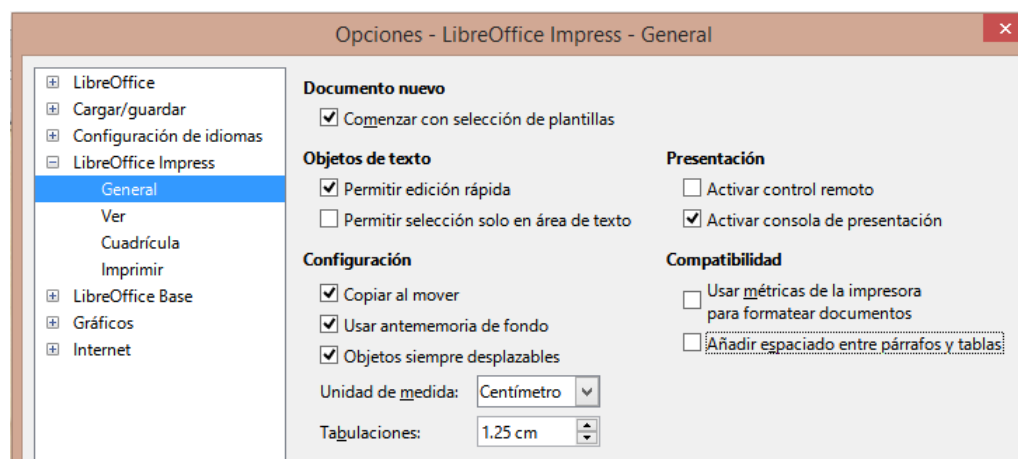 Opciones - LibreOffice Impress - General
LibreOffice
Cargar/guardar
Configuración de idiomas
LibreOffice Impress
General
Ver
Cuadrícula
Imprimir
LibreOffice Base
Gráficos
Internet
Documento nuevo
Comenzar con selección de plantillas
Objetos de texto
Permitir edición rápida
Permitir selección solo en área de texto
Presentación
Activar control remoto
Activar consola de presentación
Configuración
Copiar al mover
Usar antememoria de fondo
Objetos siempre desplazables
Unidad de medida: Centímetro
Tabulaciones: 1.25 cm
Compatibilidad
Usar métricas de la impresora
para formatear documentos
Añadir espaciado entre párrafos y tablas